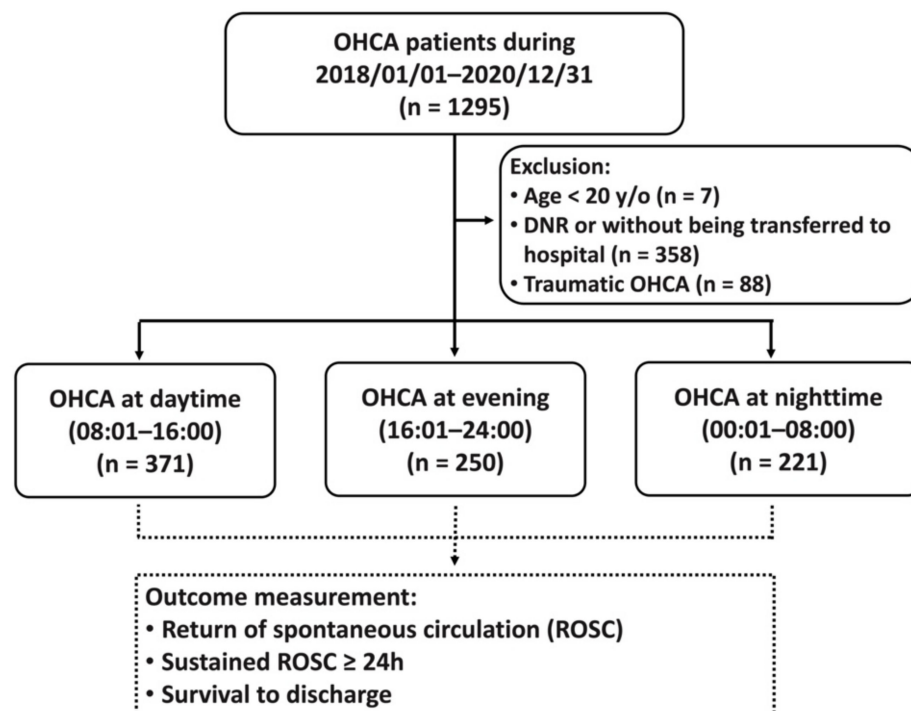 OHCA patients during
2018/01/01–2020/12/31
(n = 1295)
Exclusion:
• Age < 20 y/o (n = 7)
• DNR or without being transferred to
hospital (n = 358)
• Traumatic OHCA (n = 88)
OHCA at daytime
(08:01–16:00)
(n = 371)
OHCA at evening
(16:01–24:00)
(n = 250)
OHCA at nighttime
(00:01–08:00)
(n = 221)
Outcome measurement:
• Return of spontaneous circulation (ROSC)
• Sustained ROSC ≥ 24h
• Survival to discharge